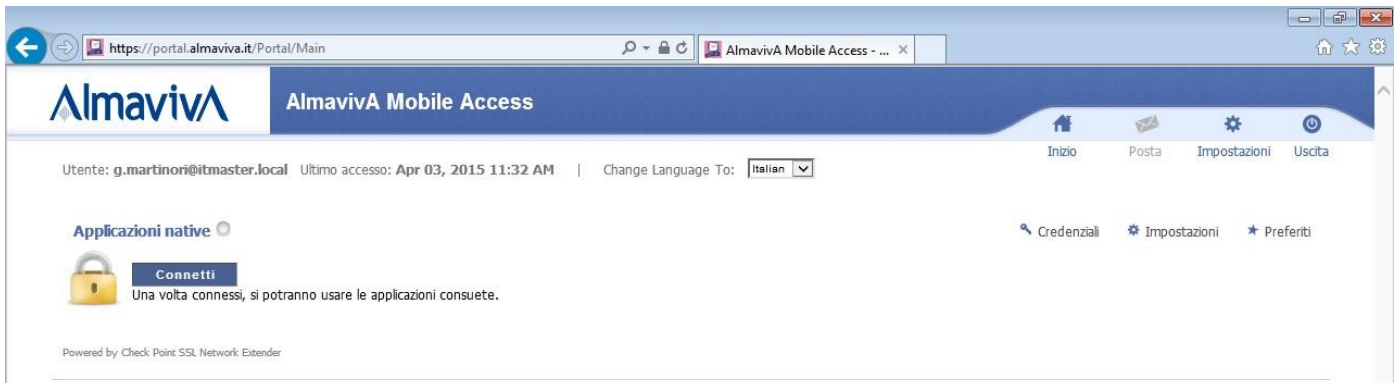 https://portal.almaviva.it/Portal/Main
AlmavivA Mobile Access - ...
AlmavivA
AlmavivA Mobile Access
Inizio Posta Impostazioni Uscita
Utente: g.martinori@itmaster.local Ultimo accesso: Apr 03, 2015 11:32 AM | Change Language To: Italian
Applicazioni native
Credenziali Impostazioni Preferiti
Connetti
Una volta connessi, si potranno usare le applicazioni consuete.
Powered by Check Point SSL Network Extender